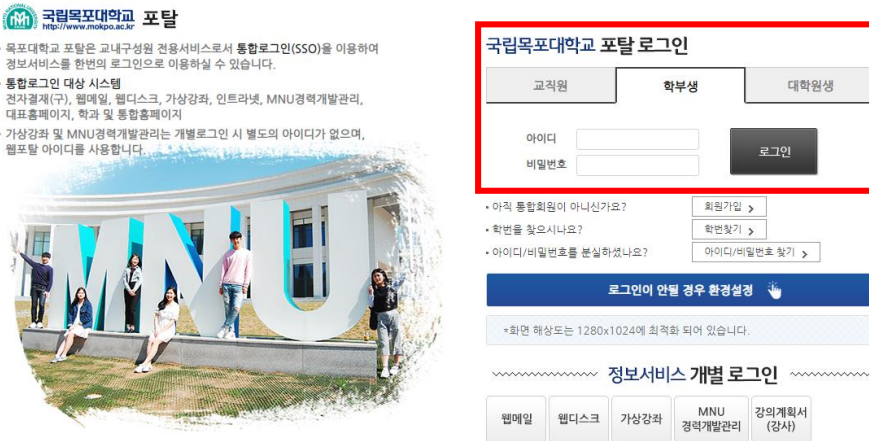 국립목포대학교 포탈
http://www.mokpo.ac.kr
목포대학교 포탈은 교내구성원 전용서비스로서 통합로그인(SSO)을 이용하여
정보서비스를 한번의 로그인으로 이용하실 수 있습니다.
통합로그인 대상 시스템
전자결재(구), 웹메일, 웹디스크, 가상강좌, 인트라넷, MNU경력개발관리,
대표홈페이지, 학과 및 통합홈페이지
가상강좌 및 MNU경력개발관리는 개별로그인 시 별도의 아이디가 없으며,
웹포탈 아이디를 사용합니다.
MNU
국립목포대학교 포탈 로그인
교직원 학부생 대학원생
아이디
비밀번호
로그인
아직 통합회원이 아니신가요? 회원가입
학번을 찾으시나요? 학번찾기
아이디/비밀번호를 분실하셨나요? 아이디/비밀번호 찾기
로그인이 안될 경우 환경설정
*화면 해상도는 1280x1024에 최적화 되어 있습니다.
정보서비스 개별 로그인
웹메일 웹디스크 가상강좌 MNU 경력개발관리 강의계획서 (강사)